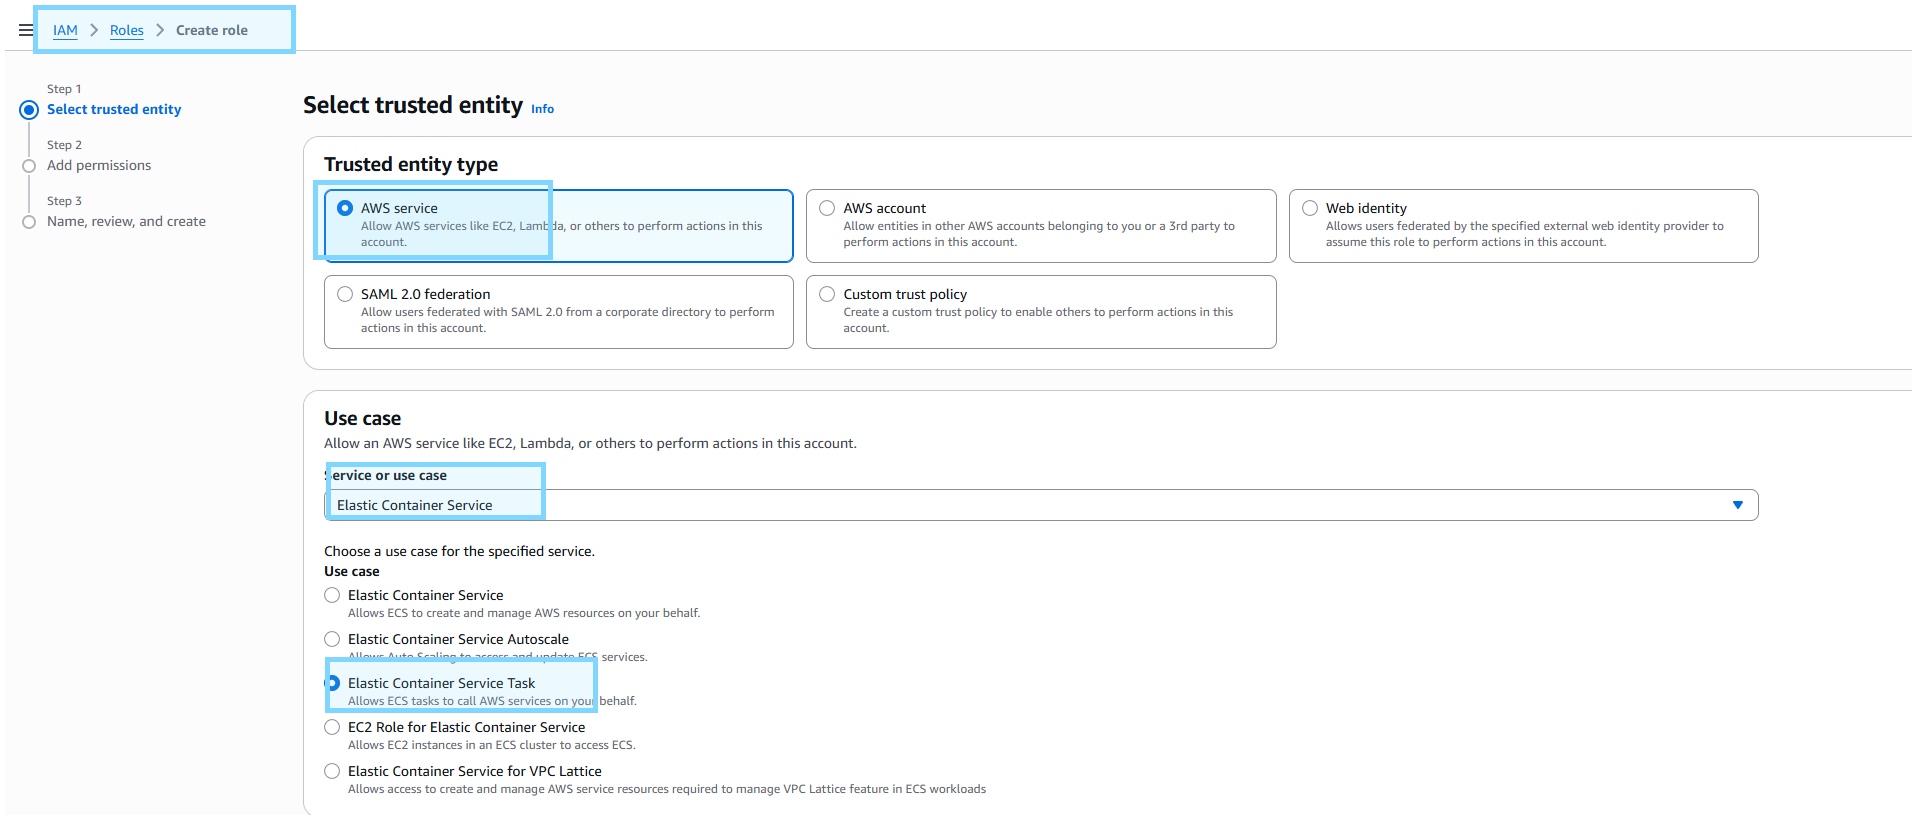 IAM > Roles > Create role
Step 1
Select trusted entity
Step 2
Add permissions
Step 3
Name, review, and create
Select trusted entity Info
Trusted entity type
AWS service
Allow AWS services like EC2, Lambda, or others to perform actions in this
account.
AWS account
Allow entities in other AWS accounts belonging to you or a 3rd party to
perform actions in this account.
Web identity
Allows users federated by the specified external web identity provider to
assume this role to perform actions in this account.
SAML 2.0 federation
Allow users federated with SAML 2.0 from a corporate directory to perform
actions in this account.
Custom trust policy
Create a custom trust policy to enable others to perform actions in this
account.
Use case
Allow an AWS service like EC2, Lambda, or others to perform actions in this account.
Service or use case
Elastic Container Service
Choose a use case for the specified service.
Use case
Elastic Container Service
Allows ECS to create and manage AWS resources on your behalf.
Elastic Container Service Autoscale
Allows Auto Scaling to access and update ECS services.
Elastic Container Service Task
Allows ECS tasks to call AWS services on your behalf.
EC2 Role for Elastic Container Service
Allows EC2 instances in an ECS cluster to access ECS.
Elastic Container Service for VPC Lattice
Allows access to create and manage AWS service resources required to manage VPC Lattice feature in ECS workloads